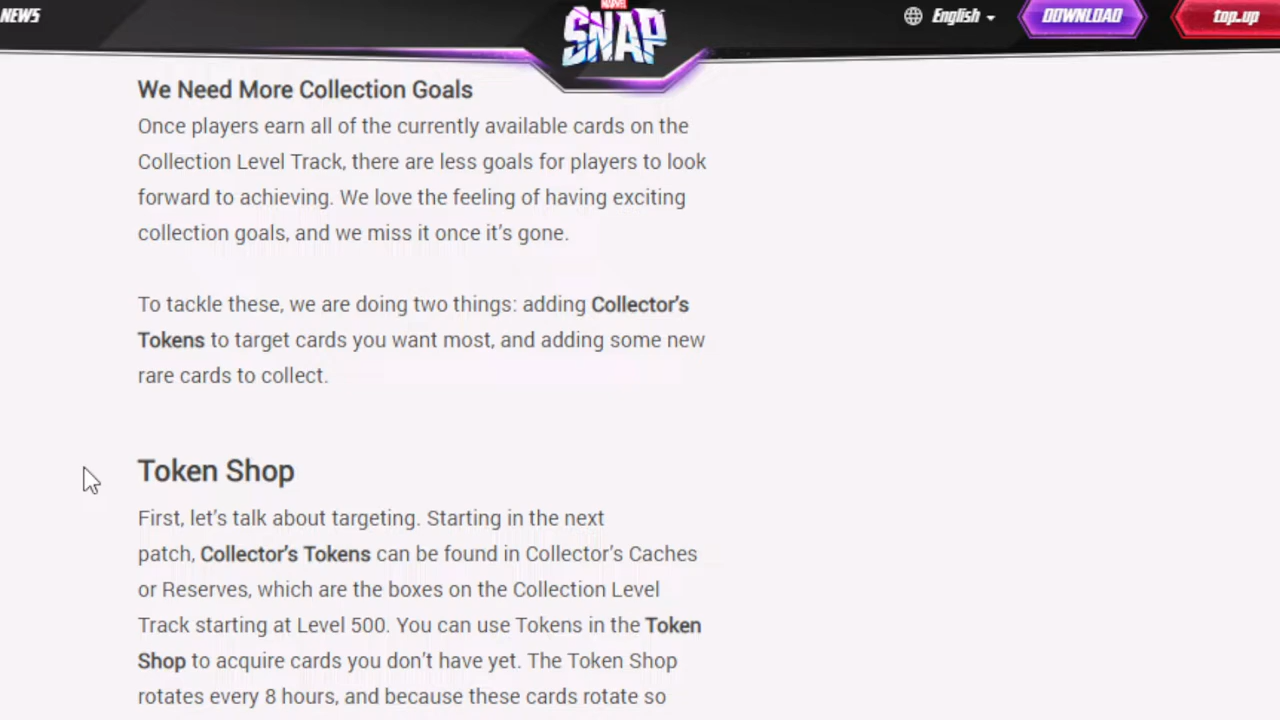 NEWS
MARVEL
SNAP
English
DOWNLOAD
top_up
We Need More Collection Goals
Once players earn all of the currently available cards on the
Collection Level Track, there are less goals for players to look
forward to achieving. We love the feeling of having exciting
collection goals, and we miss it once it’s gone.
To tackle these, we are doing two things: adding Collector’s
Tokens to target cards you want most, and adding some new
rare cards to collect.
Token Shop
First, let’s talk about targeting. Starting in the next
patch, Collector’s Tokens can be found in Collector’s Caches
or Reserves, which are the boxes on the Collection Level
Track starting at Level 500. You can use Tokens in the Token
Shop to acquire cards you don’t have yet. The Token Shop
rotates every 8 hours, and because these cards rotate so